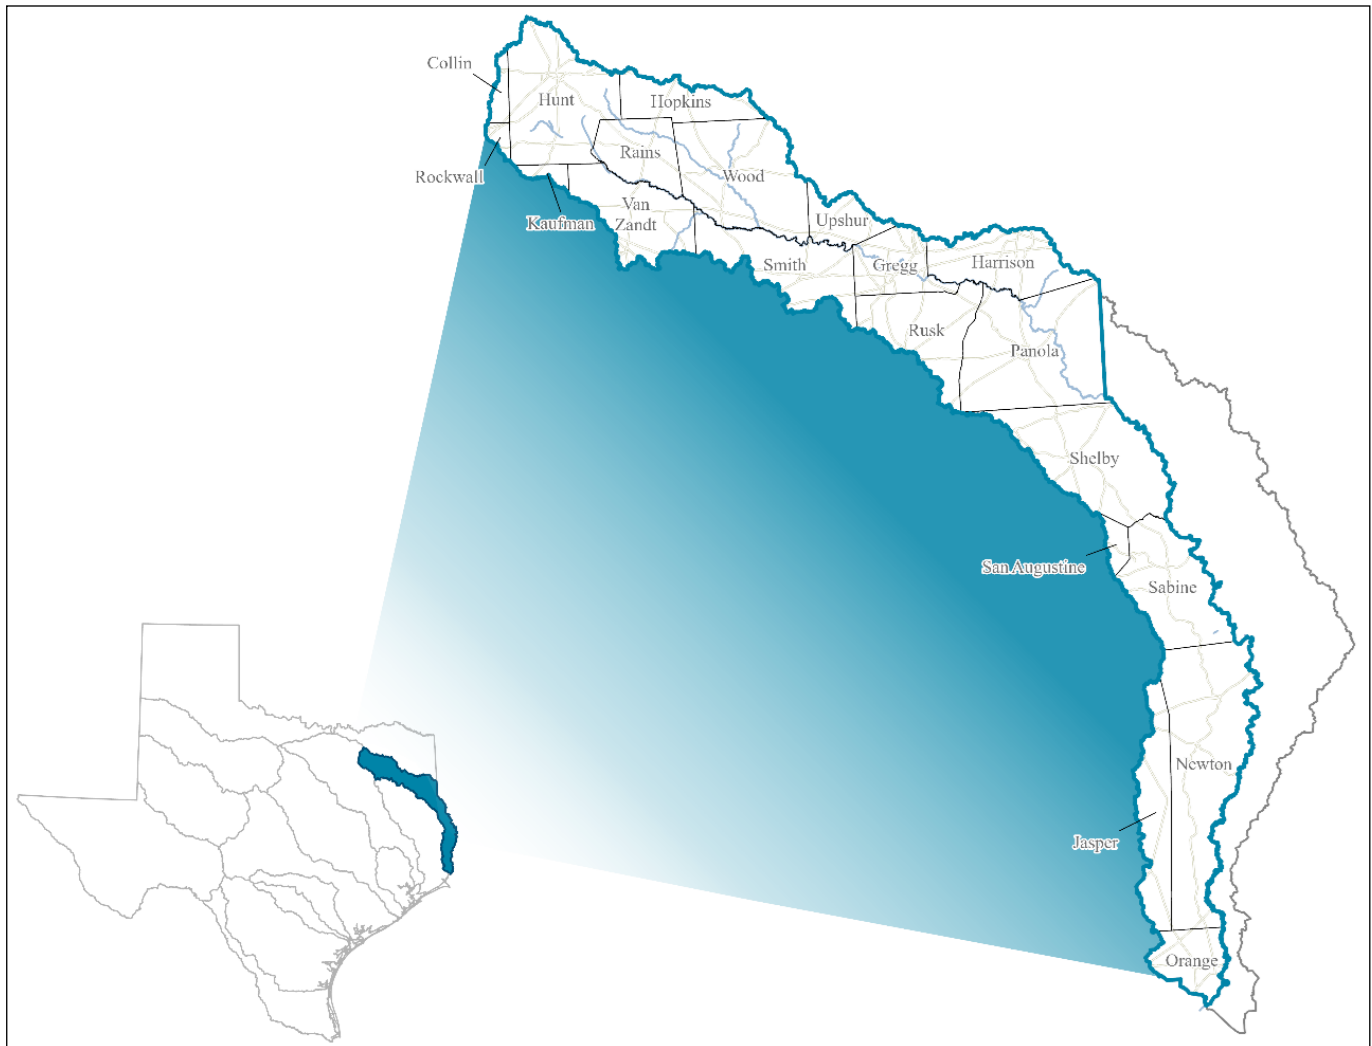 Collin
Hunt
Hopkins
Rockwall
Rains
Wood
Kaufman
Van
Zandt
Upshur
Smith
Gregg
Harrison
Rusk
Panola
Shelby
San Augustine
Sabine
Newton
Jasper
Orange